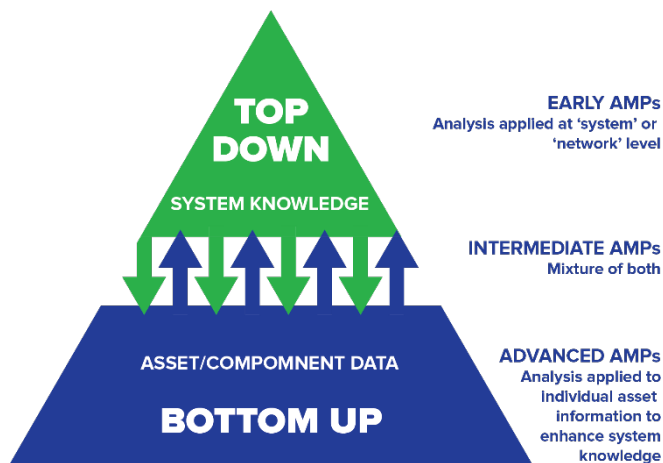 TOP
DOWN
SYSTEM KNOWLEDGE
EARLY AMPs
Analysis applied at ‘system’ or
‘network’ level
INTERMEDIATE AMPs
Mixture of both
ASSET/COMPOMNENT DATA
BOTTOM UP
ADVANCED AMPs
Analysis applied to
individual asset
information to
enhance system
knowledge